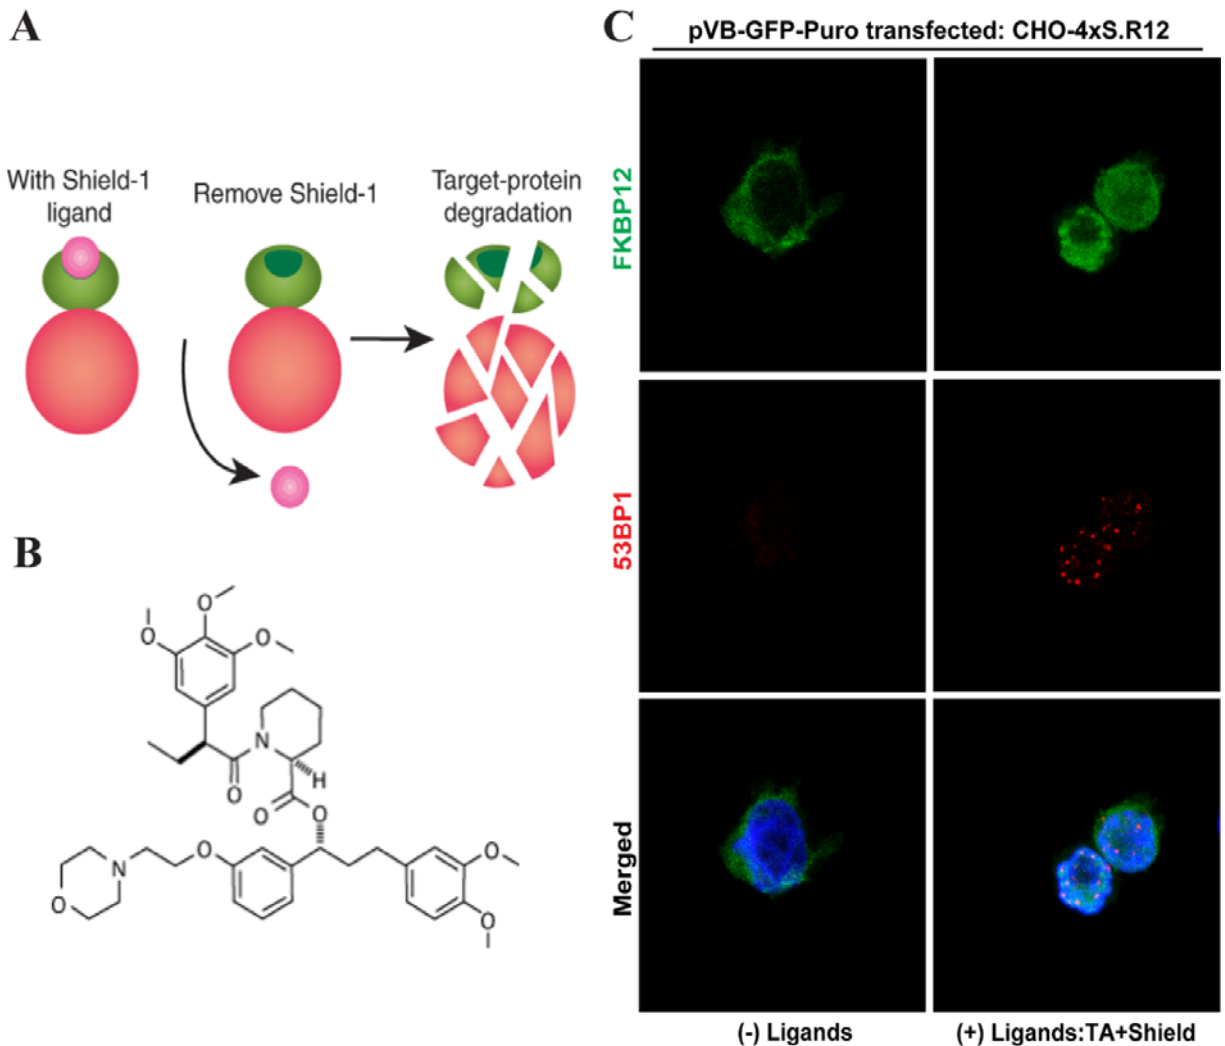 A
With Shield-1
ligand
Remove Shield-1
Target-protein
degradation
B
O
O
O
N
O
H
O
O
O
N
O
O
O
C
pVB-GFP-Puro transfected: CHO-4xS.R12
FKBP12
53BP1
Merged
(-) Ligands
(+) Ligands:TA+Shield